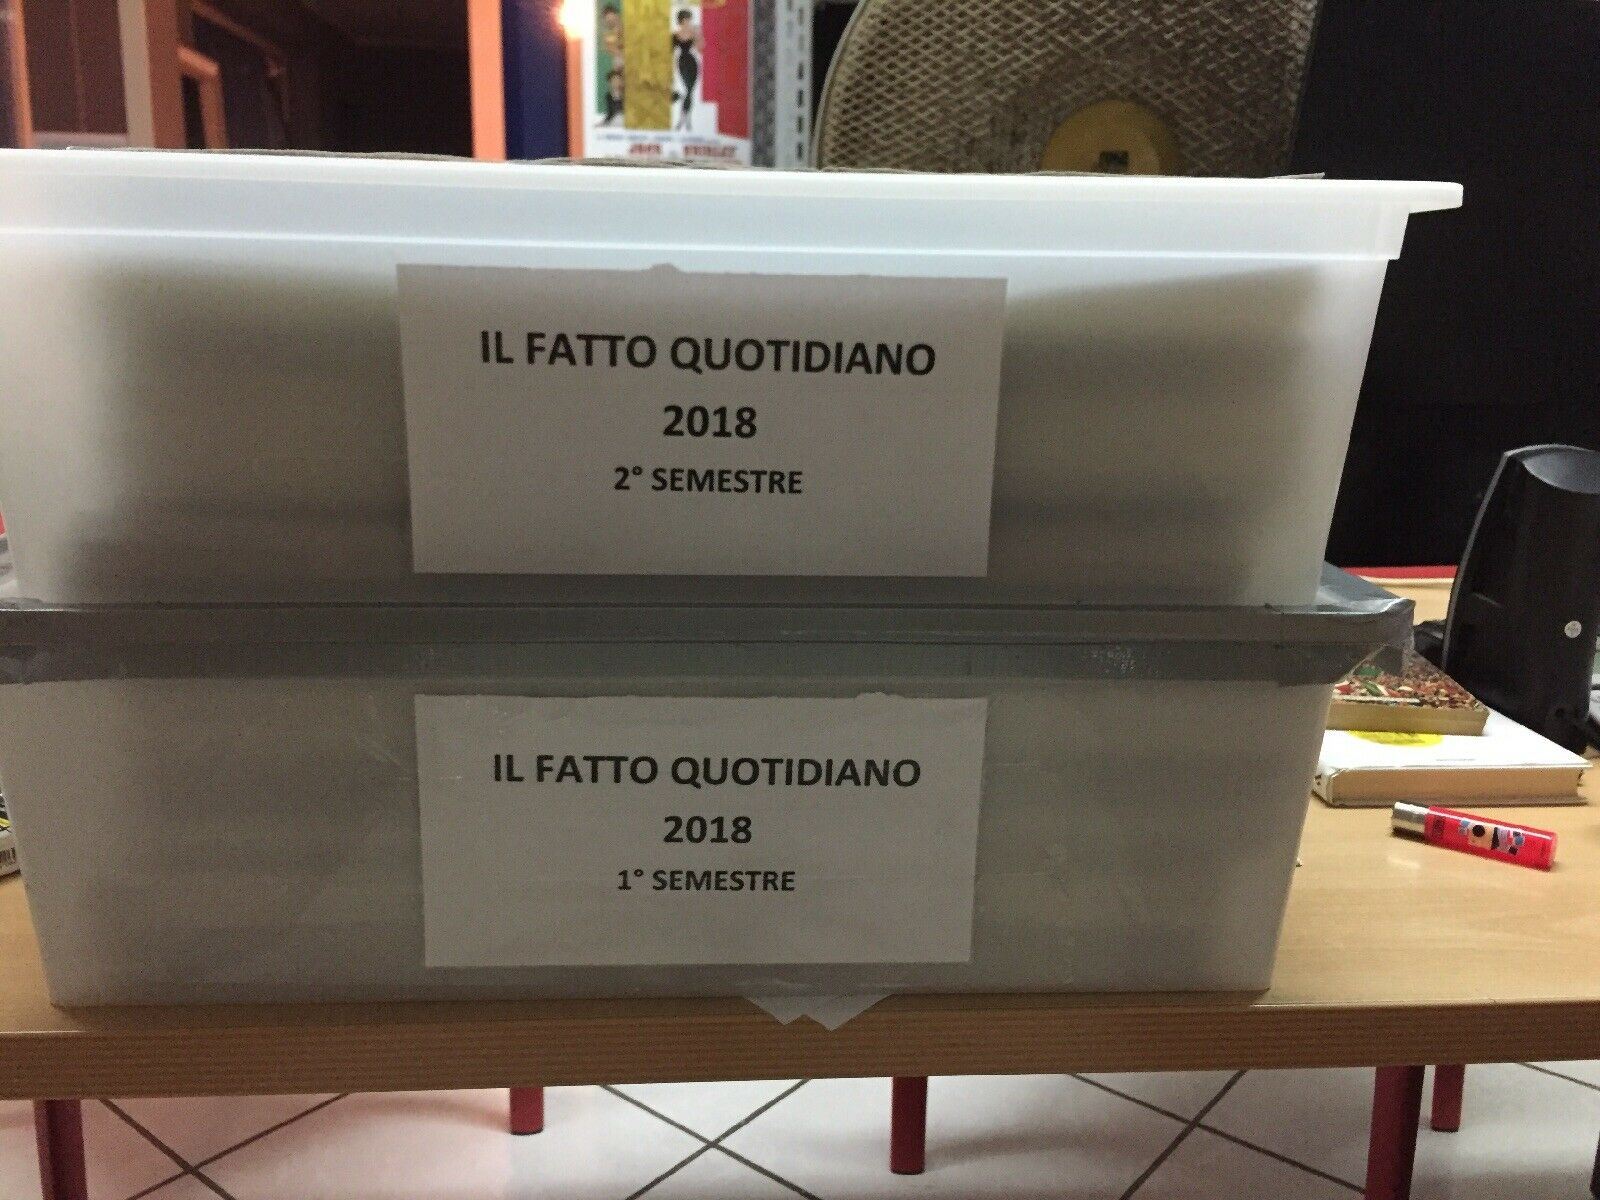 IL FATTO QUOTIDIANO
2018
2° SEMESTRE
IL FATTO QUOTIDIANO
2018
1° SEMESTRE